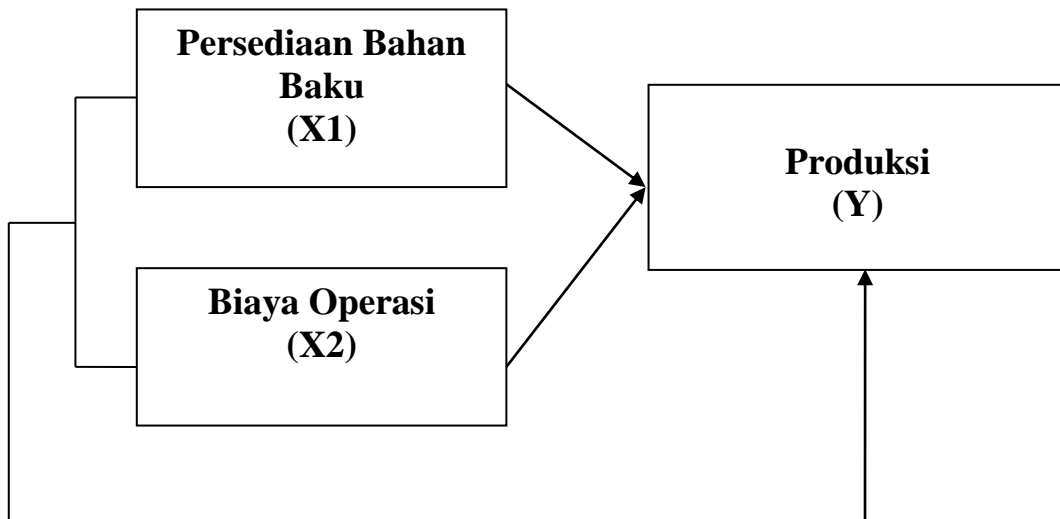 Persediaan Bahan
Baku
(X1)
Produksi
(Y)
Biaya Operasi
(X2)